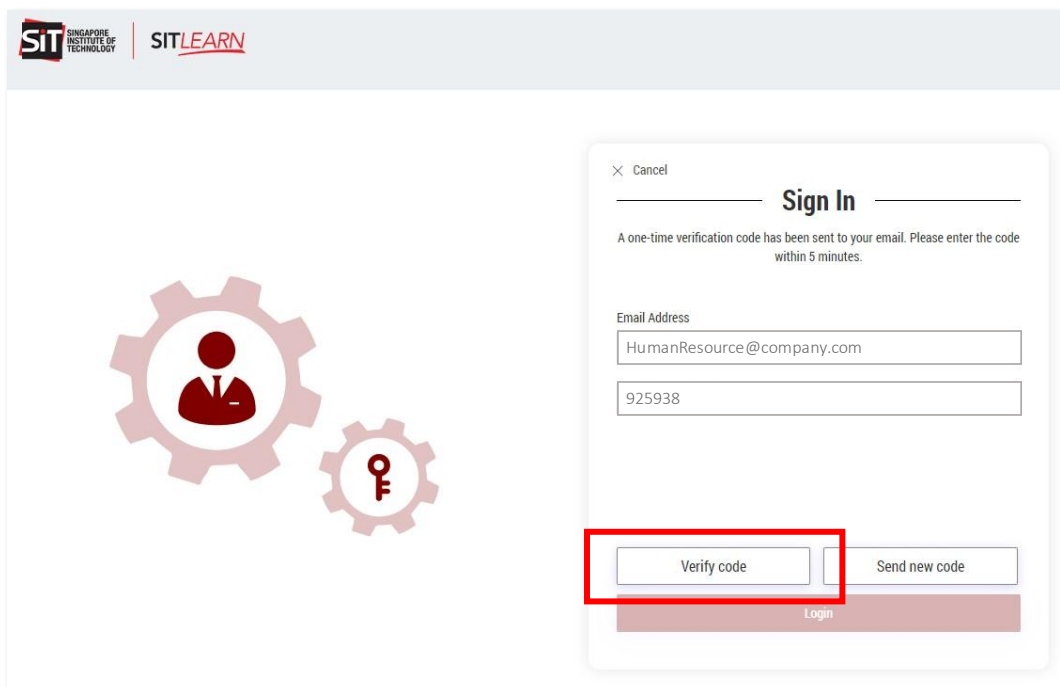 SiT SINGAPORE
INSTITUTE OF
TECHNOLOGY
SITLEARN
Cancel
Sign In
A one-time verification code has been sent to your email. Please enter the code
within 5 minutes.
Email Address
HumanResource@company.com
925938
Verify code
Send new code
Login